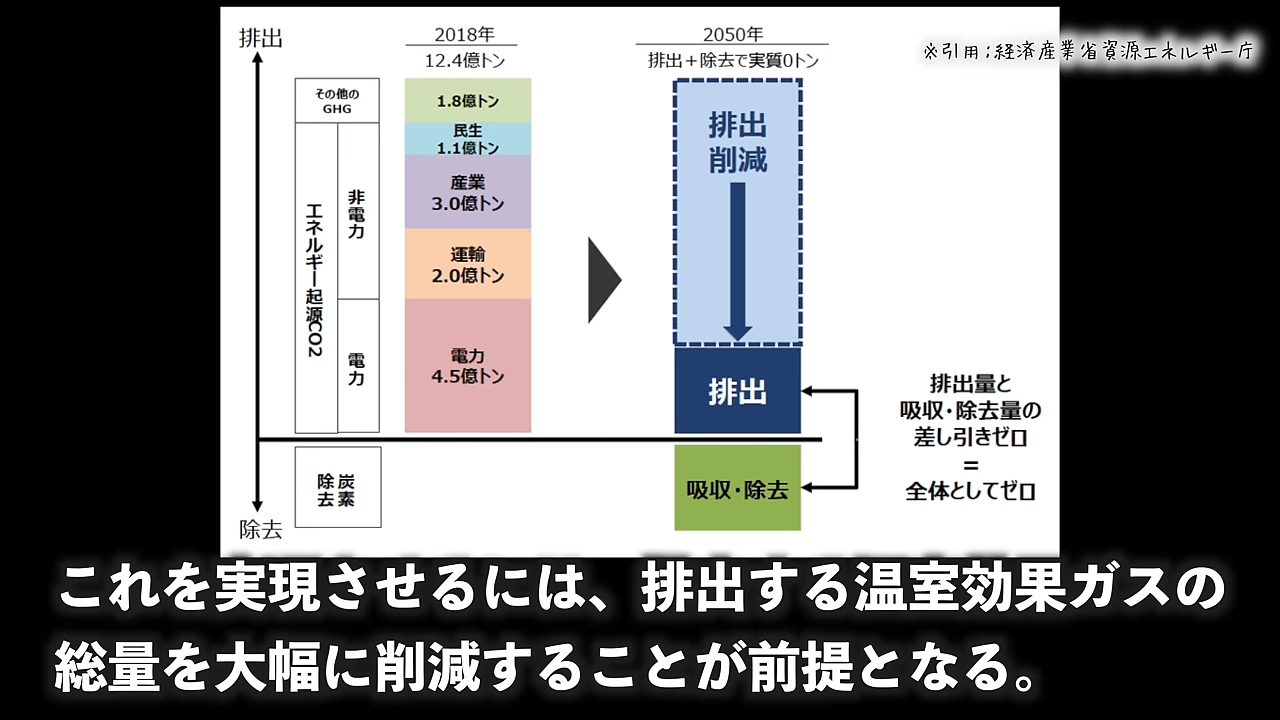 排出
2018年
12.4億トン
2050年
排出＋除去で実質0トン
※引用；経済産業省資源エネルギー庁
その他の
GHG
エネルギー起源CO2
非電力
電力
1.8億トン
民生
1.1億トン
産業
3.0億トン
運輸
2.0億トン
電力
4.5億トン
排出
削減
排出
吸収・除去
排出量と
吸収・除去量の
差し引きゼロ
＝
全体としてゼロ
炭素
除去
除去
これを実現させるには、排出する温室効果ガスの
総量を大幅に削減することが前提となる。